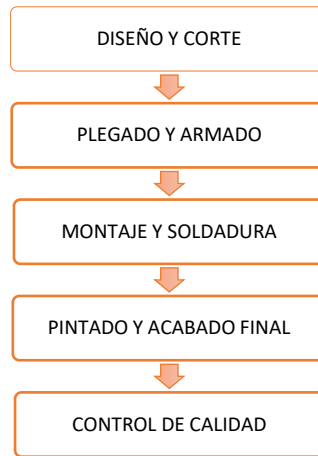 DISEÑO Y CORTE
PLEGADO Y ARMADO
MONTAJE Y SOLDADURA
PINTADO Y ACABADO FINAL
CONTROL DE CALIDAD